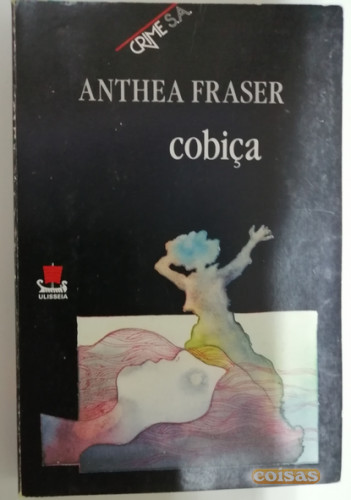 CRIME S.A.
ANTHEA FRASER
cobiça
ULISSEIA
coisas